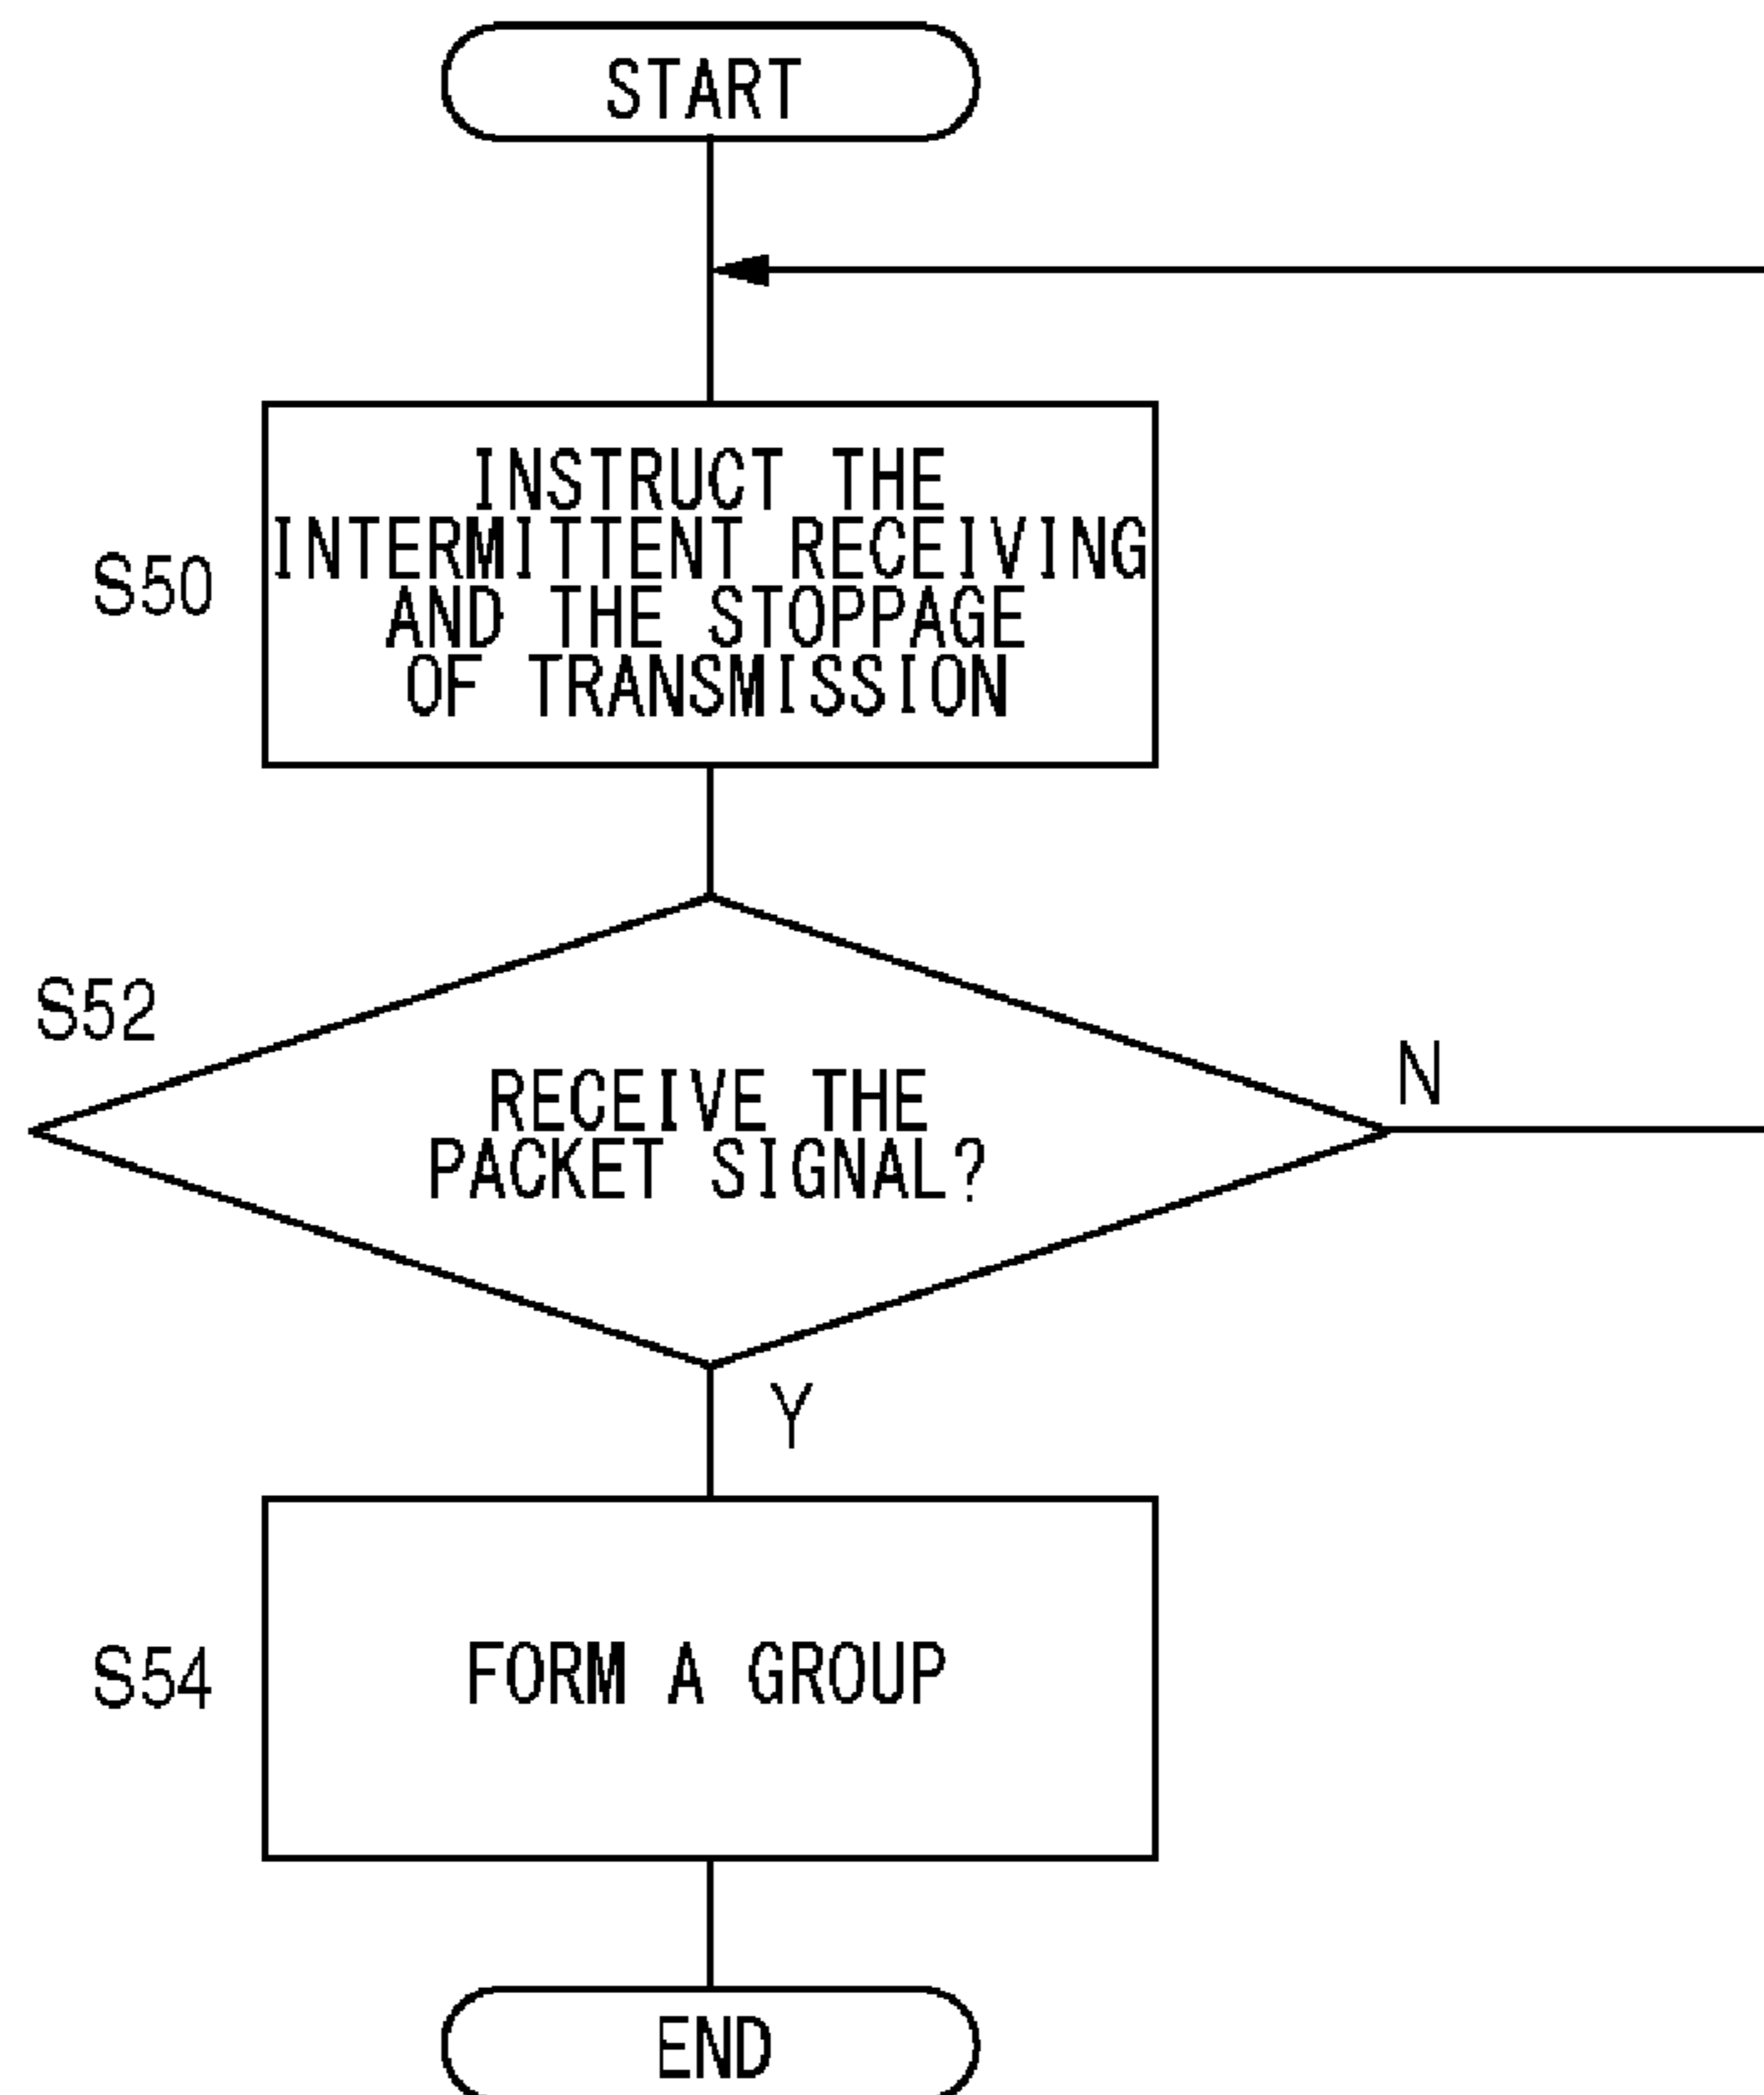 START
S50
INSTRUCT THE
INTERMITTENT RECEIVING
AND THE STOPPAGE
OF TRANSMISSION
S52
RECEIVE THE
PACKET SIGNAL?
N
Y
S54
FORM A GROUP
END